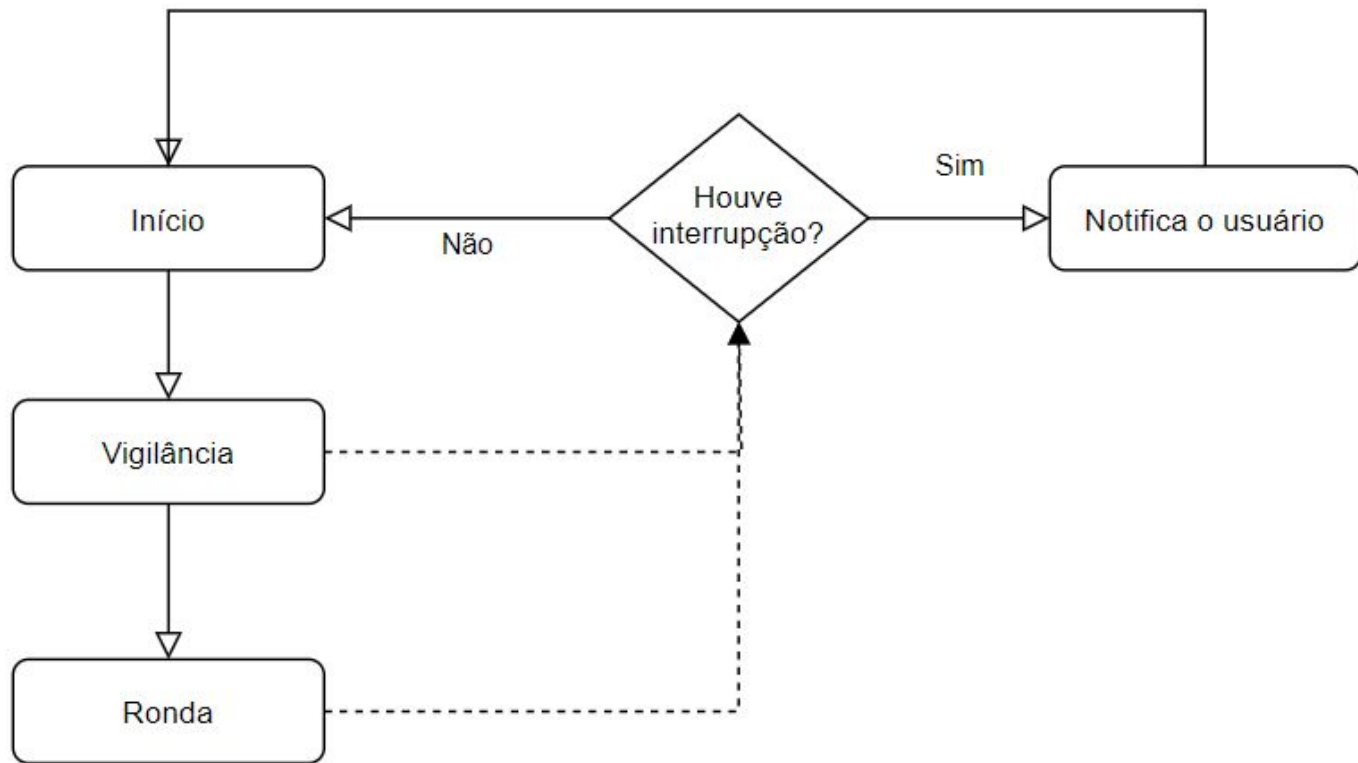 Sim
Houve
interrupção?
Início
Não
Notifica o usuário
Vigilância
Ronda